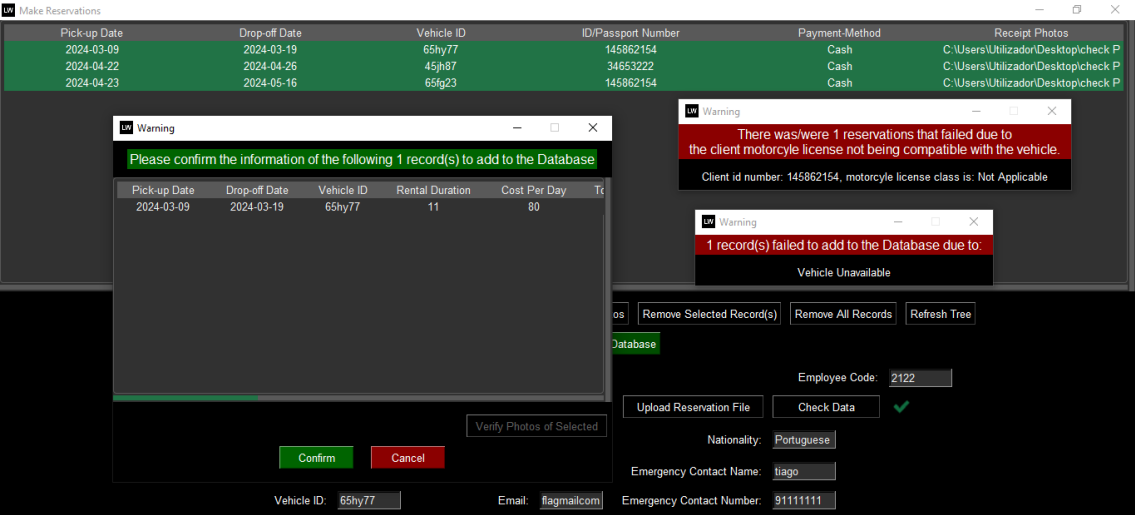 LW Make Reservations
Pick-up Date Drop-off Date Vehicle ID ID/Passport Number Payment-Method Receipt Photos
2024-03-09 2024-03-19 65hy77 145862154 Cash C:\Users\Utilizador\Desktop\check P
2024-04-22 2024-04-26 45jh87 34653222 Cash C:\Users\Utilizador\Desktop\check P
2024-04-23 2024-05-16 65fg23 145862154 Cash C:\Users\Utilizador\Desktop\check P
LW Warning
There was/were 1 reservations that failed due to
the client motorcyle license not being compatible with the vehicle.
Client id number: 145862154, motorcyle license class is: Not Applicable
LW Warning
Please confirm the information of the following 1 record(s) to add to the Database
Pick-up Date Drop-off Date Vehicle ID Rental Duration Cost Per Day To
2024-03-09 2024-03-19 65hy77 11 80
LW Warning
1 record(s) failed to add to the Database due to:
Vehicle Unavailable
os Remove Selected Record(s) Remove All Records Refresh Tree
Database
Employee Code: 2122
Upload Reservation File Check Data
Verify Photos of Selected
Nationality: Portuguese
Confirm Cancel
Emergency Contact Name: tiago
Vehicle ID: 65hy77 Email: flagmailcom Emergency Contact Number: 91111111